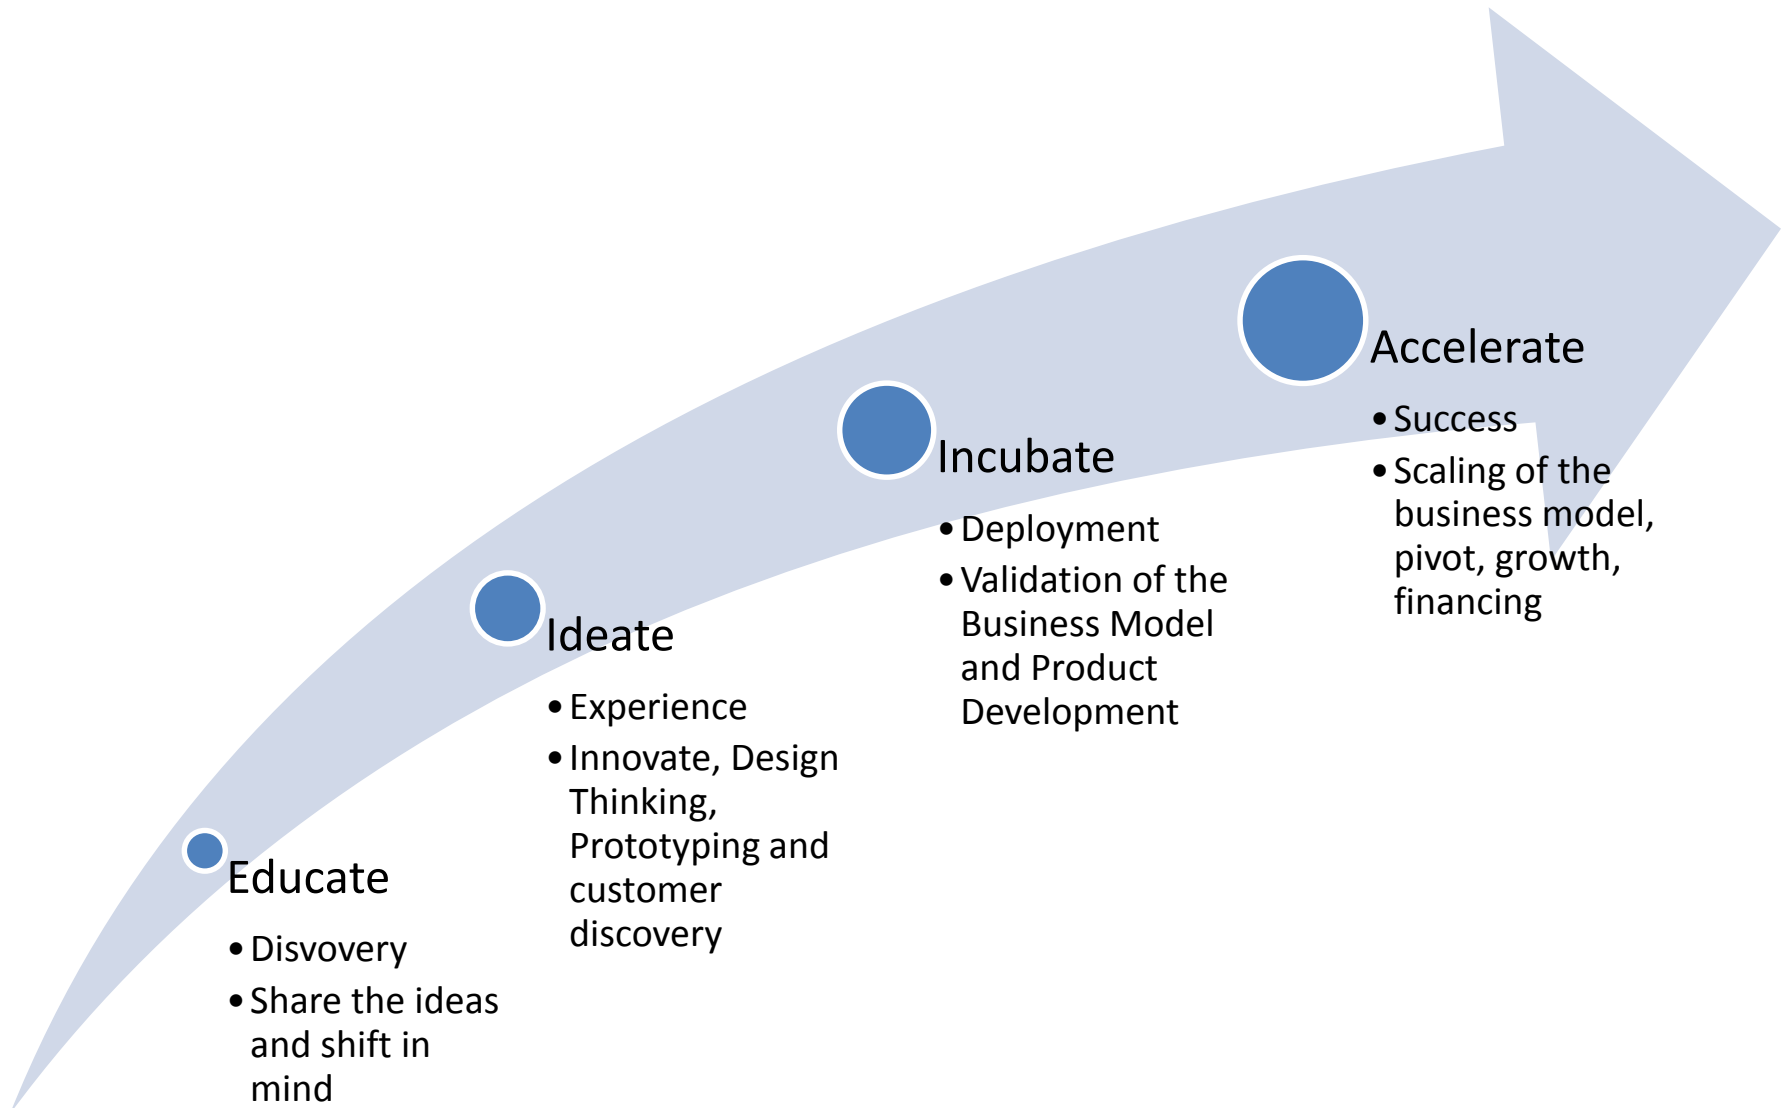 Educate
• Disvovery
• Share the ideas
and shift in
mind
Ideate
• Experience
• Innovate, Design
Thinking,
Prototyping and
customer
discovery
Incubate
• Deployment
• Validation of the
Business Model
and Product
Development
Accelerate
• Success
• Scaling of the
business model,
pivot, growth,
financing